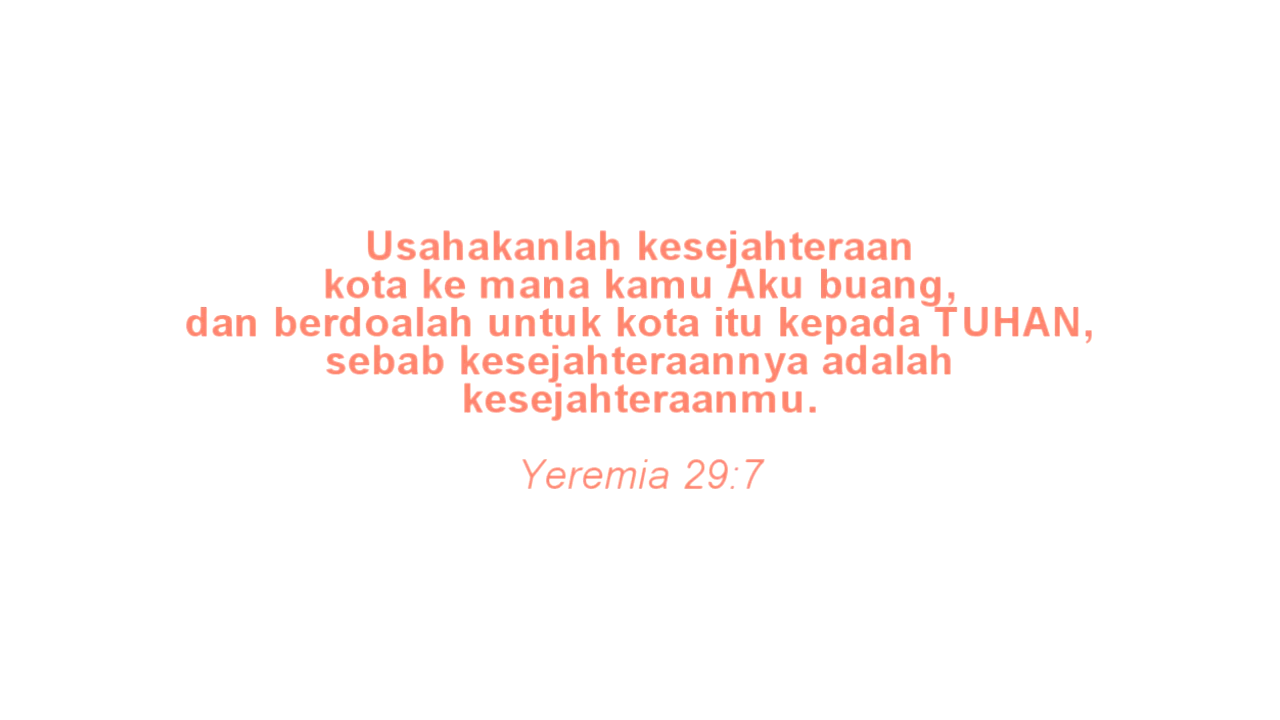 Usahakanlah kesejahteraan
kota ke mana kamu Aku buang,
dan berdoalah untuk kota itu kepada TUHAN,
sebab kesejahteraannya adalah
kesejahteraanmu.
Yeremia 29:7